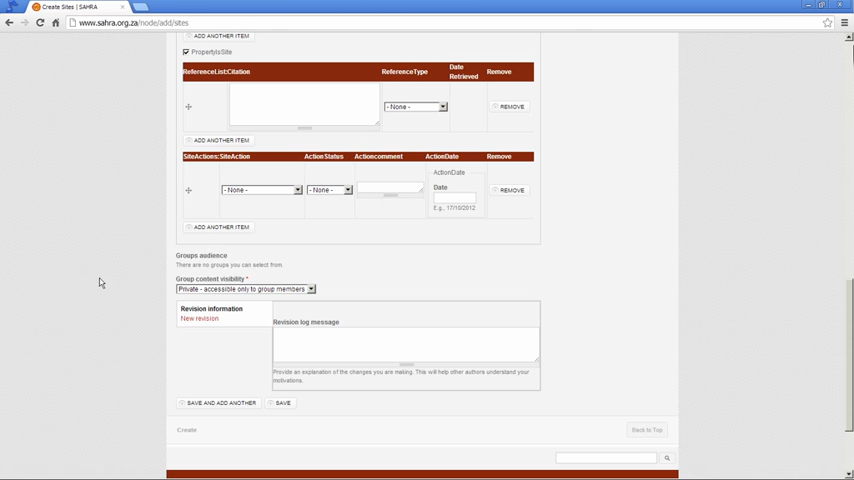 Create Sites | SAHRA
www.sahra.org.za/node/add/sites
ADD ANOTHER ITEM
PropertyIsSite
ReferenceList:Citation ReferenceType Date Retrieved Remove
- None - REMOVE
ADD ANOTHER ITEM
SiteActions:SiteAction ActionStatus Actioncomment ActionDate Remove
ActionDate
Date
- None - - None - REMOVE
E.g., 17/10/2012
ADD ANOTHER ITEM
Groups audience
There are no groups you can select from.
Group content visibility *
Private - accessible only to group members
Revision information
New revision
Revision log message
Provide an explanation of the changes you are making. This will help other authors understand your
motivations.
SAVE AND ADD ANOTHER SAVE
Create Back to Top